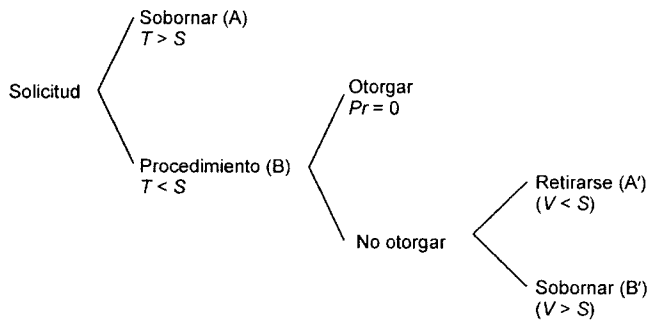 Sobornar (A)
T > S
Solicitud
Otorgar
Pr = 0
Procedimiento (B)
T < S
Retirarse (A′)
(V < S)
No otorgar
Sobornar (B′)
(V > S)